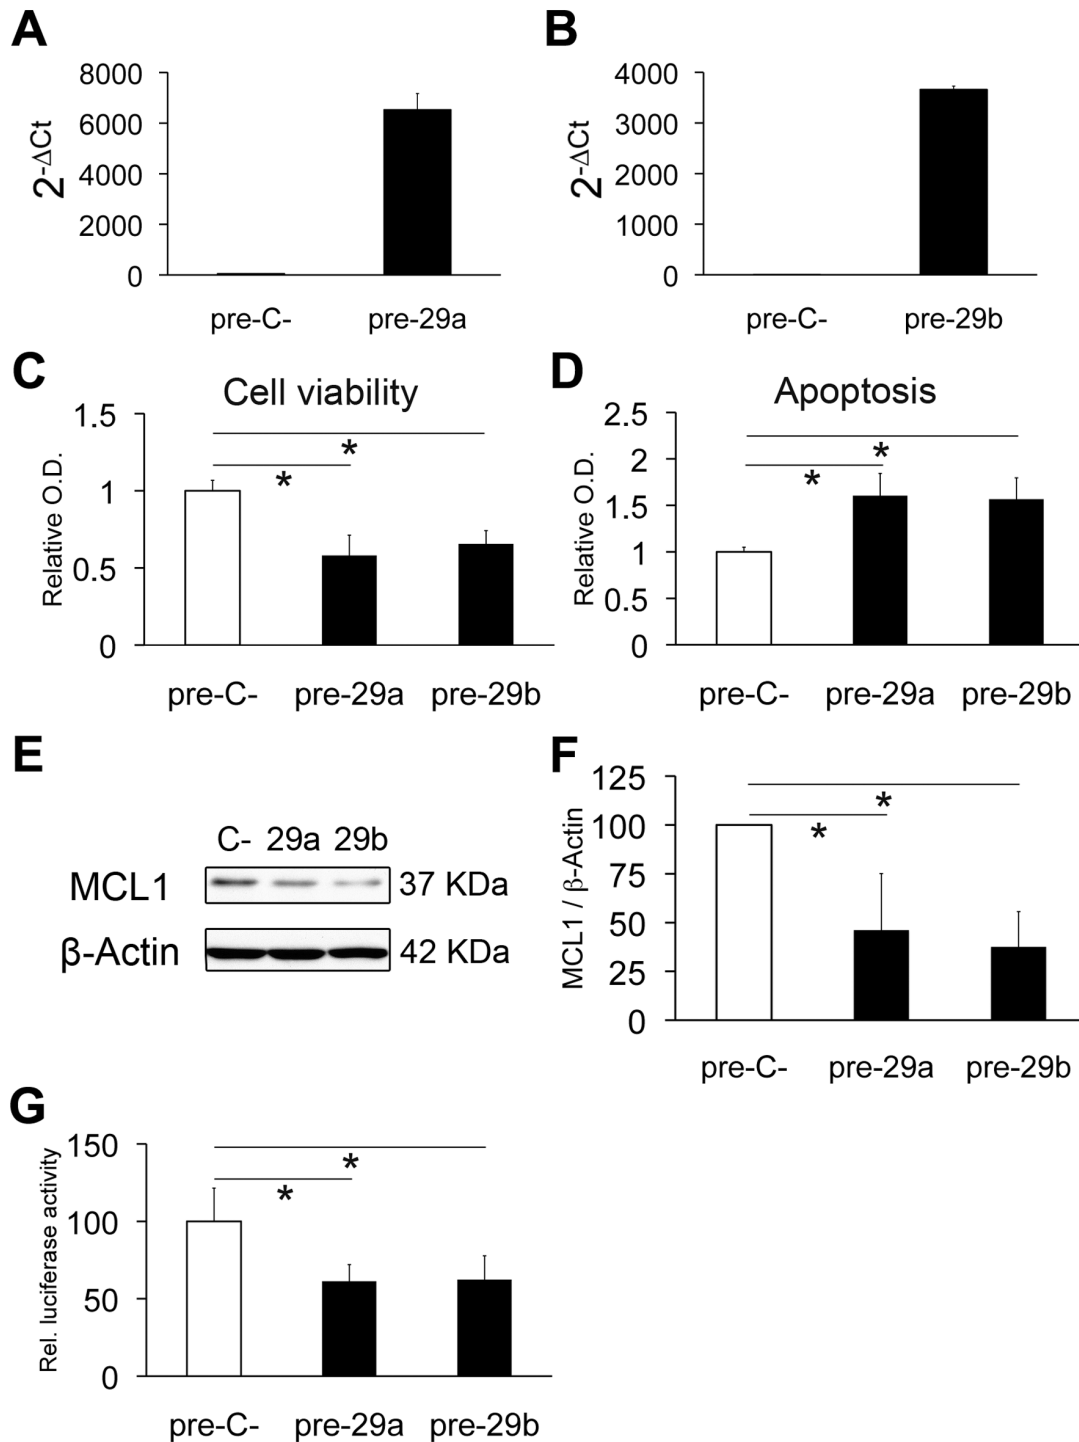 A
2-ΔCt
8000
6000
4000
2000
0
pre-C- pre-29a
B
2-ΔCt
4000
3000
2000
1000
0
pre-C- pre-29b
C
Cell viability
Relative O.D.
1.5
1
0.5
0
*
*
pre-C- pre-29a pre-29b
D
Apoptosis
Relative O.D.
2.5
2
1.5
1
0.5
0
*
*
pre-C- pre-29a pre-29b
E
C- 29a 29b
MCL1 37 KDa
β-Actin 42 KDa
F
MCL1 / β-Actin
125
100
75
50
25
0
*
*
pre-C- pre-29a pre-29b
G
Rel. luciferase activity
150
100
50
0
*
*
pre-C- pre-29a pre-29b